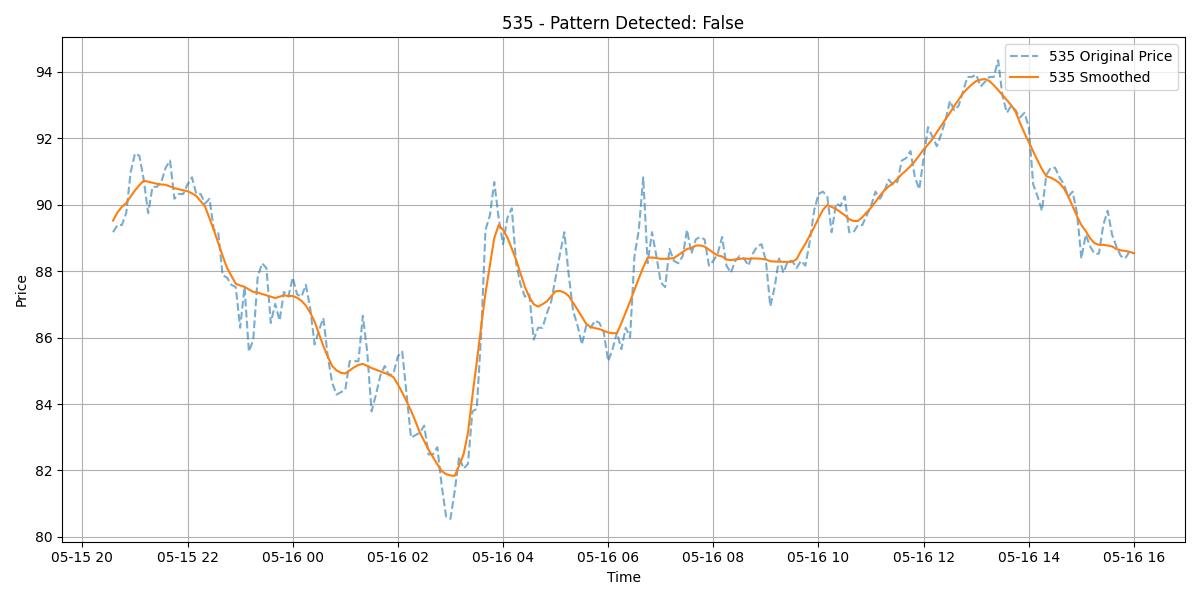 535 - Pattern Detected: False
535 Original Price
535 Smoothed
94
92
90
88
86
84
82
80
Price
05-15 20 05-15 22 05-16 00 05-16 02 05-16 04 05-16 06 05-16 08 05-16 10 05-16 12 05-16 14 05-16 16
Time